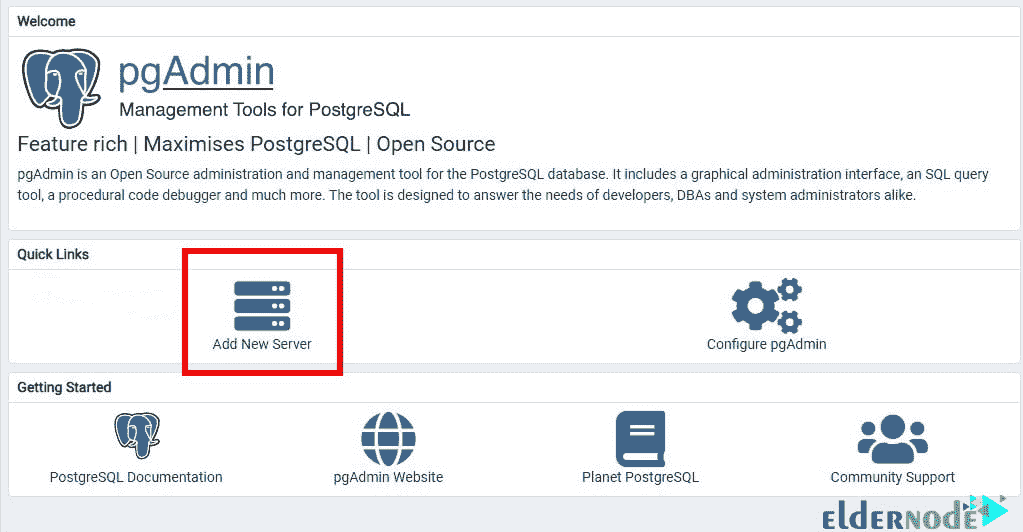 Welcome
pgAdmin
Management Tools for PostgreSQL
Feature rich | Maximises PostgreSQL | Open Source
pgAdmin is an Open Source administration and management tool for the PostgreSQL database. It includes a graphical administration interface, an SQL query
tool, a procedural code debugger and much more. The tool is designed to answer the needs of developers, DBAs and system administrators alike.
Quick Links
Add New Server
Configure pgAdmin
Getting Started
PostgreSQL Documentation
pgAdmin Website
Planet PostgreSQL
Community Support
ELDERNODE